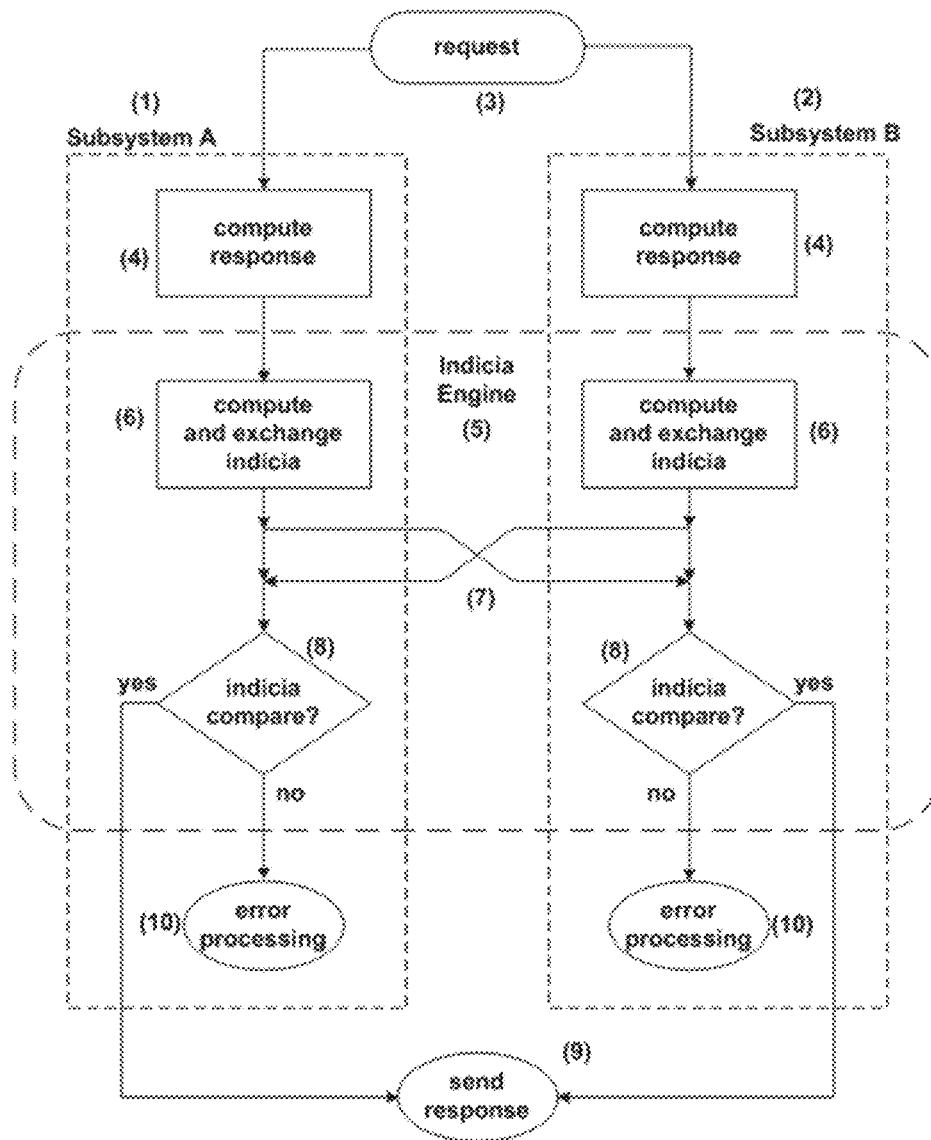 request
(3)
(1)
Subsystem A
(2)
Subsystem B
(4)
compute
response
compute
response
(4)
Indicia
Engine
(5)
(6)
compute
and exchange
indicia
compute
and exchange
indicia
(6)
(7)
(8)
yes
indicia
compare?
no
(8)
indicia
compare?
yes
no
(10)
error
processing
error
processing
(10)
(9)
send
response